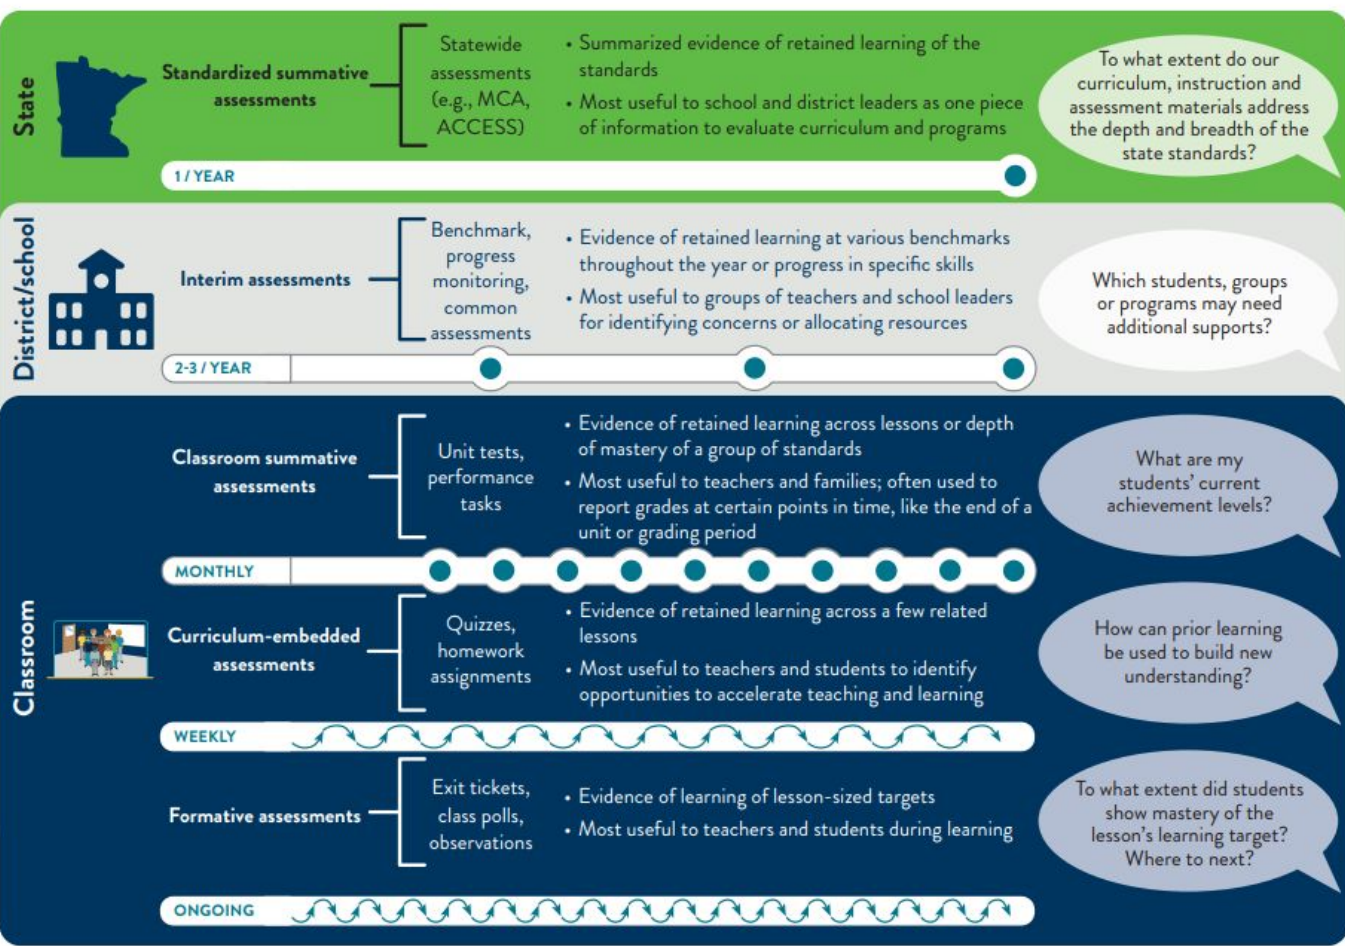 State
Standardized summative
assessments
Statewide
assessments
(e.g., MCA,
ACCESS)
• Summarized evidence of retained learning of the
standards
• Most useful to school and district leaders as one piece
of information to evaluate curriculum and programs
To what extent do our
curriculum, instruction and
assessment materials address
the depth and breadth of the
state standards?
1 / YEAR
District/school
Interim assessments
Benchmark,
progress
monitoring,
common
assessments
• Evidence of retained learning at various benchmarks
throughout the year or progress in specific skills
• Most useful to groups of teachers and school leaders
for identifying concerns or allocating resources
Which students, groups
or programs may need
additional supports?
2-3 / YEAR
Classroom
Classroom summative
assessments
Unit tests,
performance
tasks
• Evidence of retained learning across lessons or depth
of mastery of a group of standards
• Most useful to teachers and families; often used to
report grades at certain points in time, like the end of a
unit or grading period
What are my
students’ current
achievement levels?
MONTHLY
Curriculum-embedded
assessments
Quizzes,
homework
assignments
• Evidence of retained learning across a few related
lessons
• Most useful to teachers and students to identify
opportunities to accelerate teaching and learning
How can prior learning
be used to build new
understanding?
WEEKLY
Formative assessments
Exit tickets,
class polls,
observations
• Evidence of learning of lesson-sized targets
• Most useful to teachers and students during learning
To what extent did students
show mastery of the
lesson’s learning target?
Where to next?
ONGOING